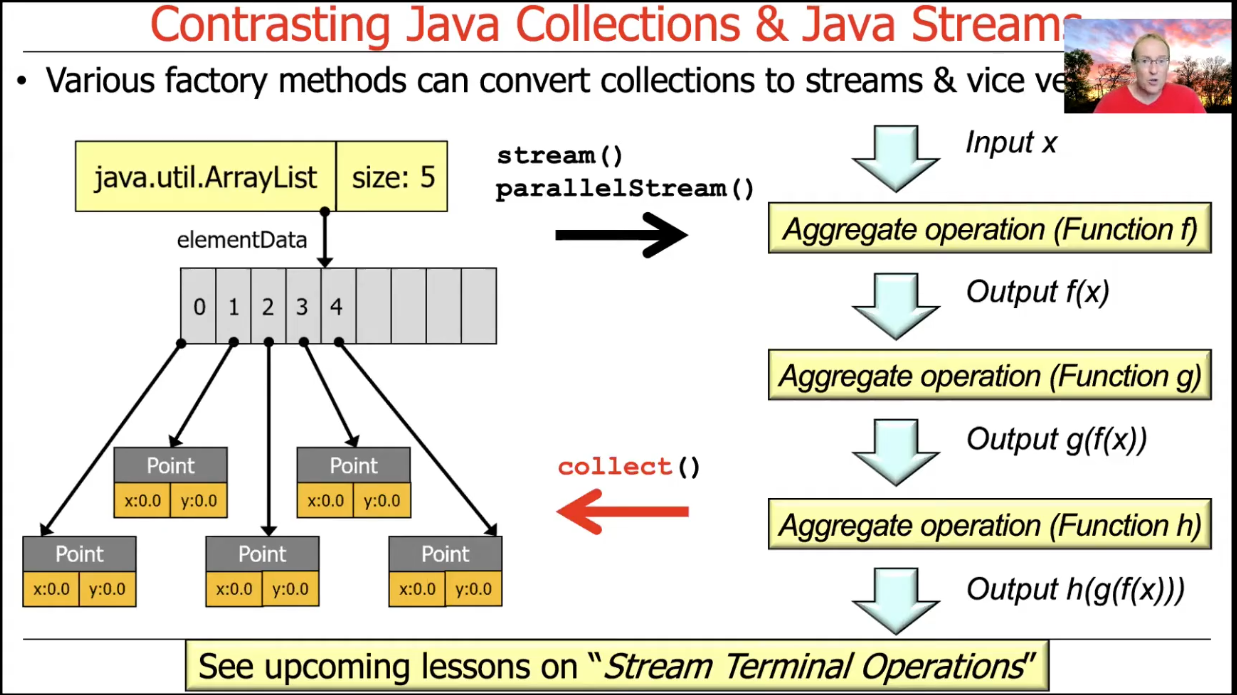 Contrasting Java Collections & Java Streams
• Various factory methods can convert collections to streams & vice ve
java.util.ArrayList size: 5
elementData
0 1 2 3 4
Point
x:0.0 y:0.0
Point
x:0.0 y:0.0
Point
x:0.0 y:0.0
Point
x:0.0 y:0.0
Point
x:0.0 y:0.0
stream()
parallelStream()
collect()
Input x
Aggregate operation (Function f)
Output f(x)
Aggregate operation (Function g)
Output g(f(x))
Aggregate operation (Function h)
Output h(g(f(x)))
See upcoming lessons on “Stream Terminal Operations”